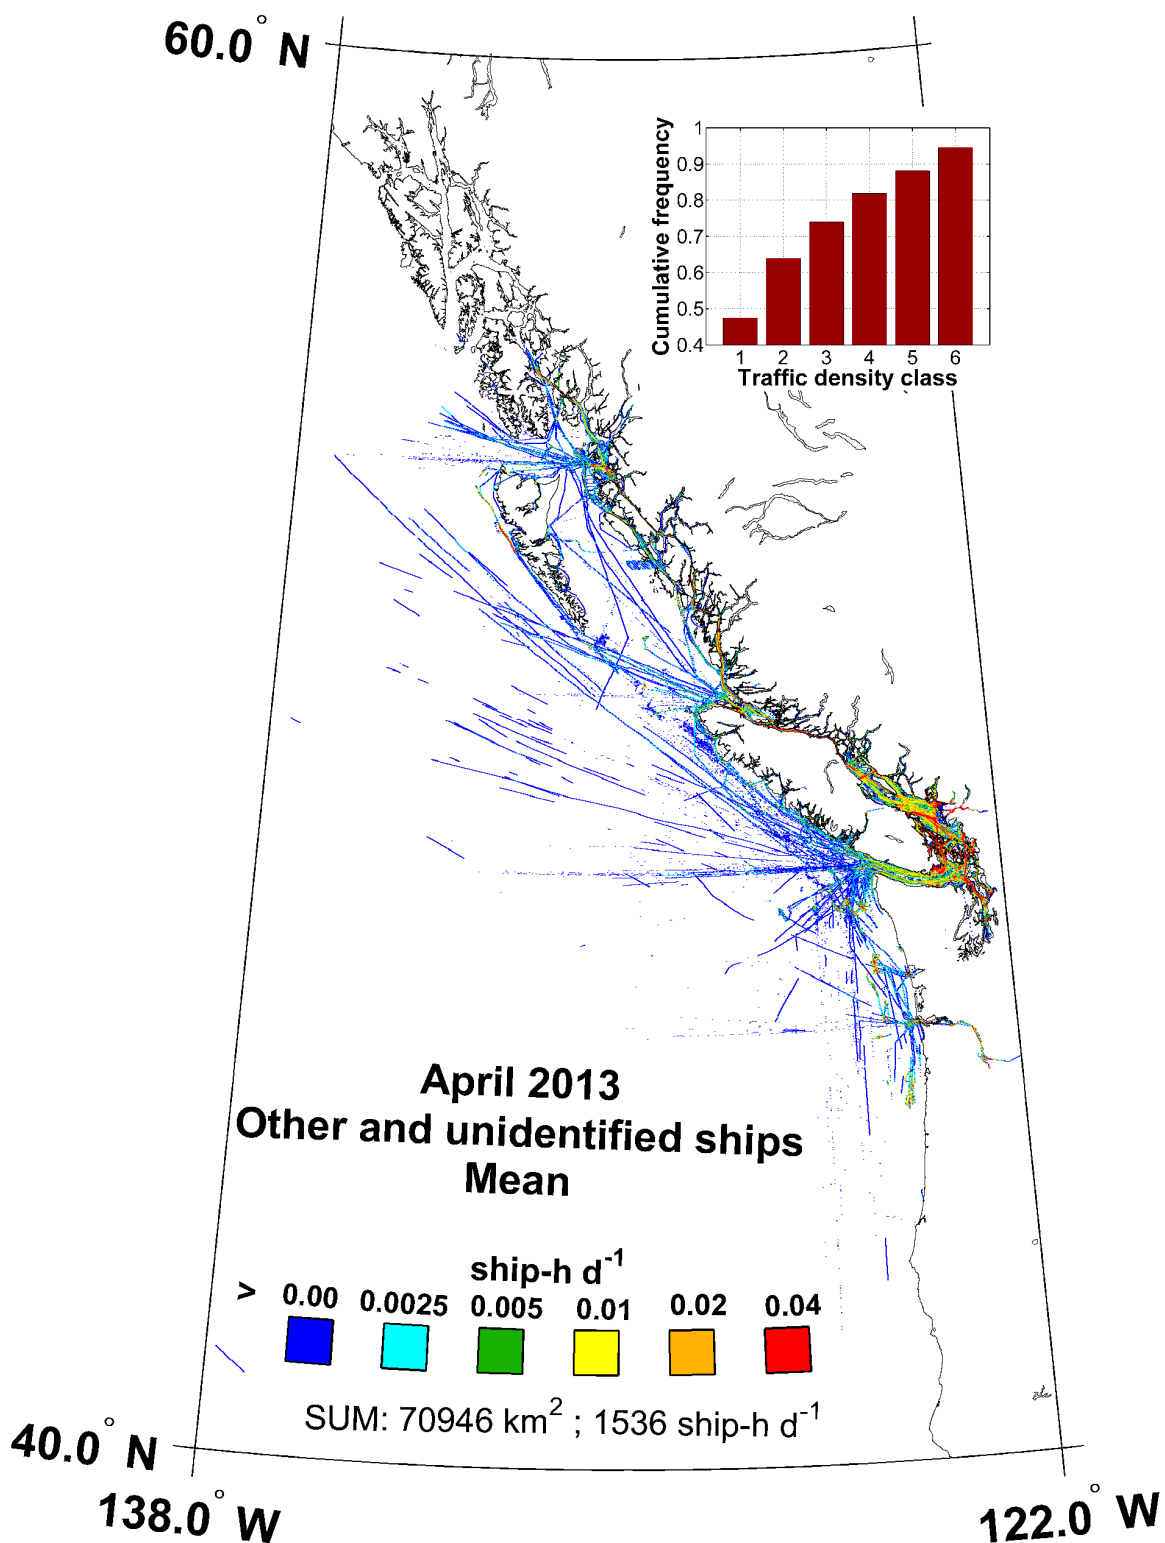 60.0° N
Cumulative frequency
1
0.9
0.8
0.7
0.6
0.5
0.4
1 2 3 4 5 6
Traffic density class
April 2013
Other and unidentified ships
Mean
ship-h d⁻¹
> 0.00 0.0025 0.005 0.01 0.02 0.04
SUM: 70946 km² ; 1536 ship-h d⁻¹
40.0° N
138.0° W
122.0° W